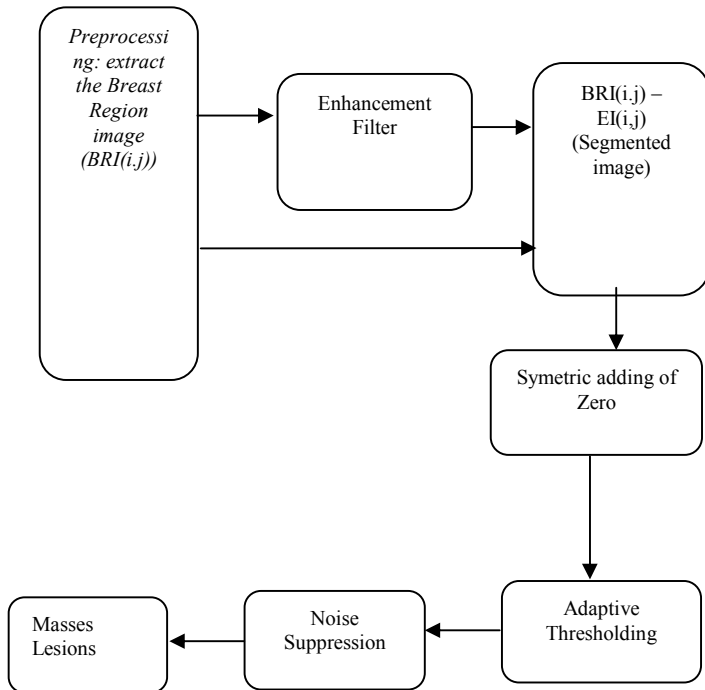 Preprocessi
ng: extract
the Breast
Region
image
(BRI(i.j))
Enhancement
Filter
BRI(i.j) –
EI(i,j)
(Segmented
image)
Symetric adding of
Zero
Adaptive
Thresholding
Noise
Suppression
Masses
Lesions